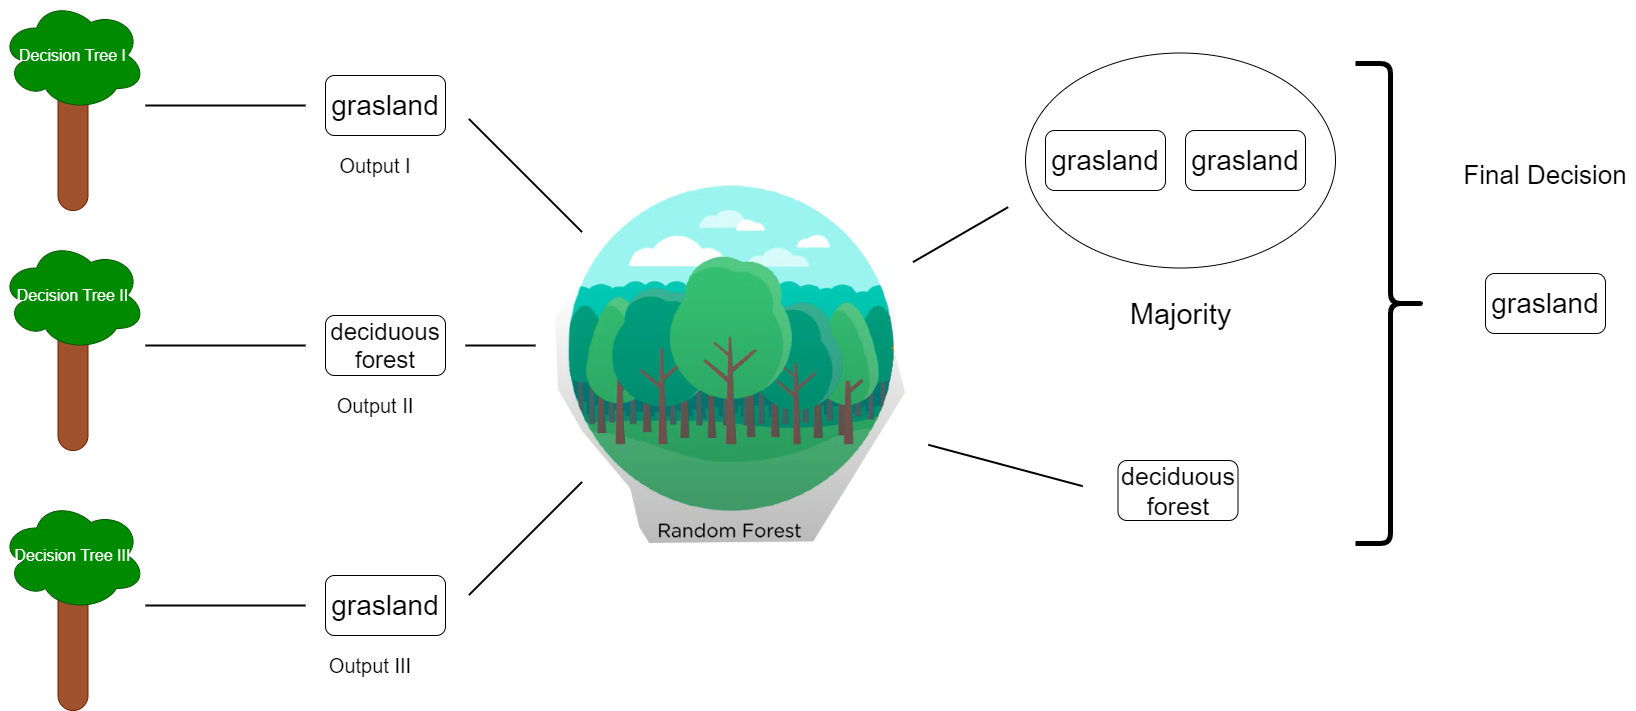 Decision Tree I
grasland
Output I
Decision Tree II
deciduous
forest
Output II
Decision Tree III
grasland
Output III
Random Forest
grasland
grasland
Majority
deciduous
forest
Final Decision
grasland